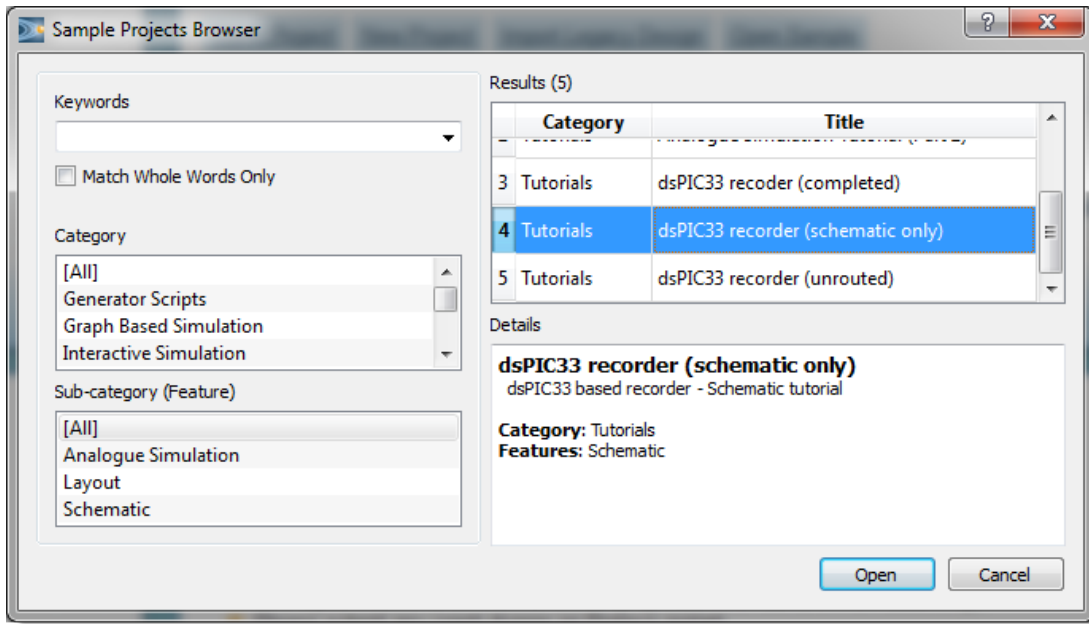 Sample Projects Browser
Keywords
Match Whole Words Only
Category
[All]
Generator Scripts
Graph Based Simulation
Interactive Simulation
Sub-category (Feature)
[All]
Analogue Simulation
Layout
Schematic
Results (5)
Category Title
3 Tutorials dsPIC33 recoder (completed)
4 Tutorials dsPIC33 recorder (schematic only)
5 Tutorials dsPIC33 recorder (unrouted)
Details
dsPIC33 recorder (schematic only)
dsPIC33 based recorder - Schematic tutorial
Category: Tutorials
Features: Schematic
Open Cancel